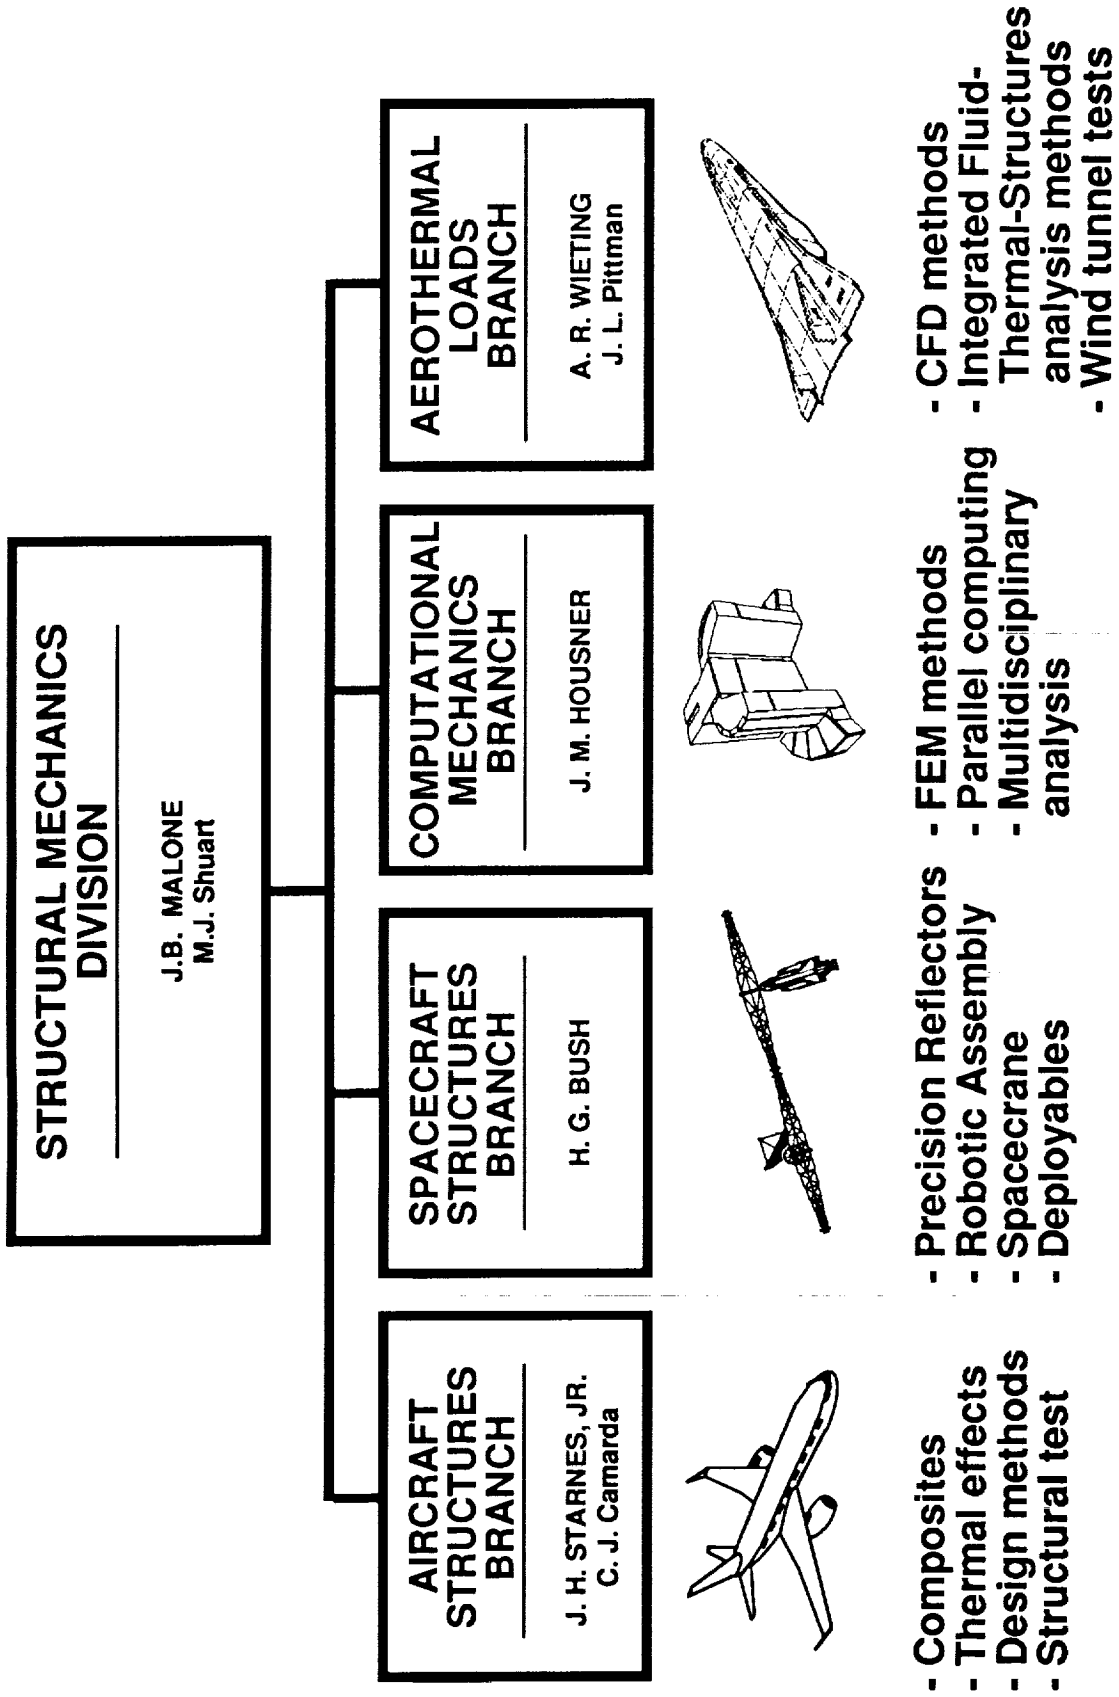 STRUCTURAL MECHANICS
DIVISION
J.B. MALONE
M.J. Shuart
AIRCRAFT
STRUCTURES
BRANCH
J. H. STARNES, JR.
C. J. Camarda
- Composites
- Thermal effects
- Design methods
- Structural test
SPACECRAFT
STRUCTURES
BRANCH
H. G. BUSH
- Precision Reflectors
- Robotic Assembly
- Spacecrane
- Deployables
COMPUTATIONAL
MECHANICS
BRANCH
J. M. HOUSNER
- FEM methods
- Parallel computing
- Multidisciplinary
analysis
AEROTHERMAL
LOADS
BRANCH
A. R. WIETING
J. L. Pittman
- CFD methods
- Integrated Fluid-
Thermal-Structures
analysis methods
- Wind tunnel tests